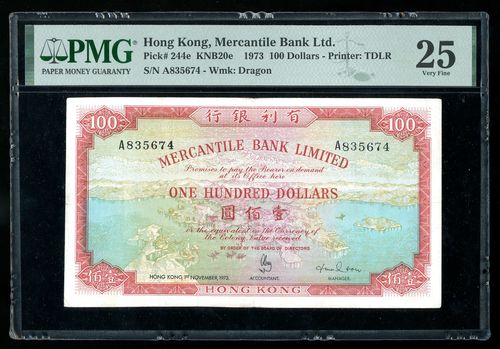 PMG
PAPER MONEY GUARANTY
Hong Kong, Mercantile Bank Ltd.
Pick# 244e KNB20e 1973 100 Dollars - Printer: TDLR
S/N A835674 - Wmk: Dragon
25
Very Fine
100 行銀利百 100
A835674 A835674
MERCANTILE BANK LIMITED
Promises to pay the Bearer on demand
at its Office here
ONE HUNDRED DOLLARS
圓佰壹
or the equivalent in the Currency of
the Colony, Value received
BY ORDER OF THE BOARD OF DIRECTORS
HONG KONG, 1ST NOVEMBER, 1973. ACCOUNTANT. MANAGER.
HONG KONG